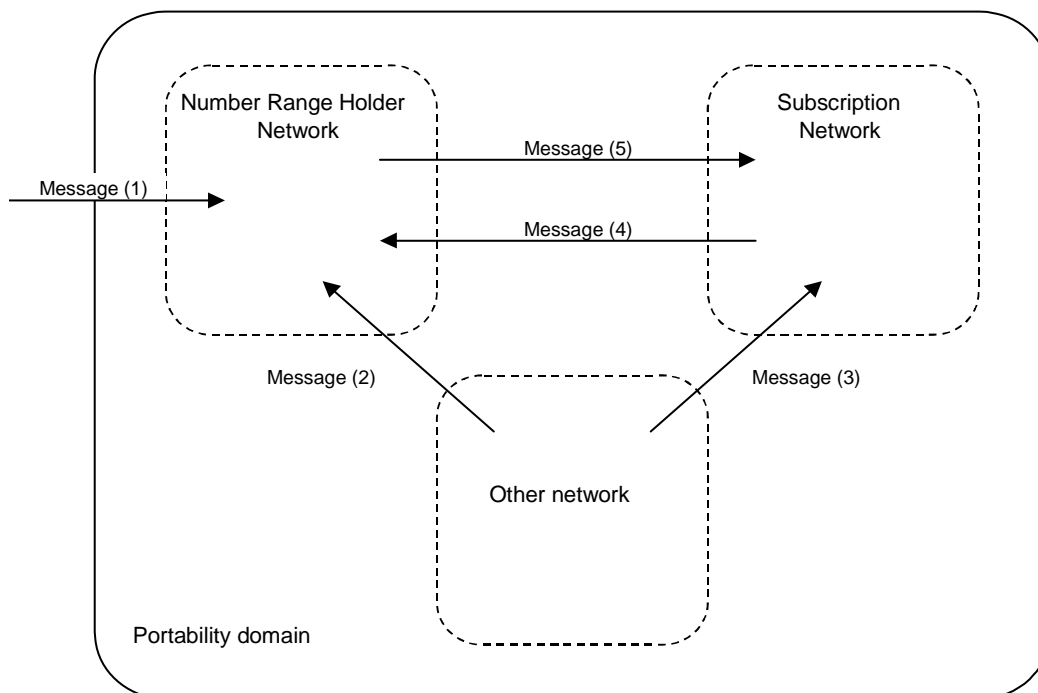 Number Range Holder
Network
Subscription
Network
Message (5)
Message (1)
Message (4)
Message (2)
Message (3)
Other network
Portability domain